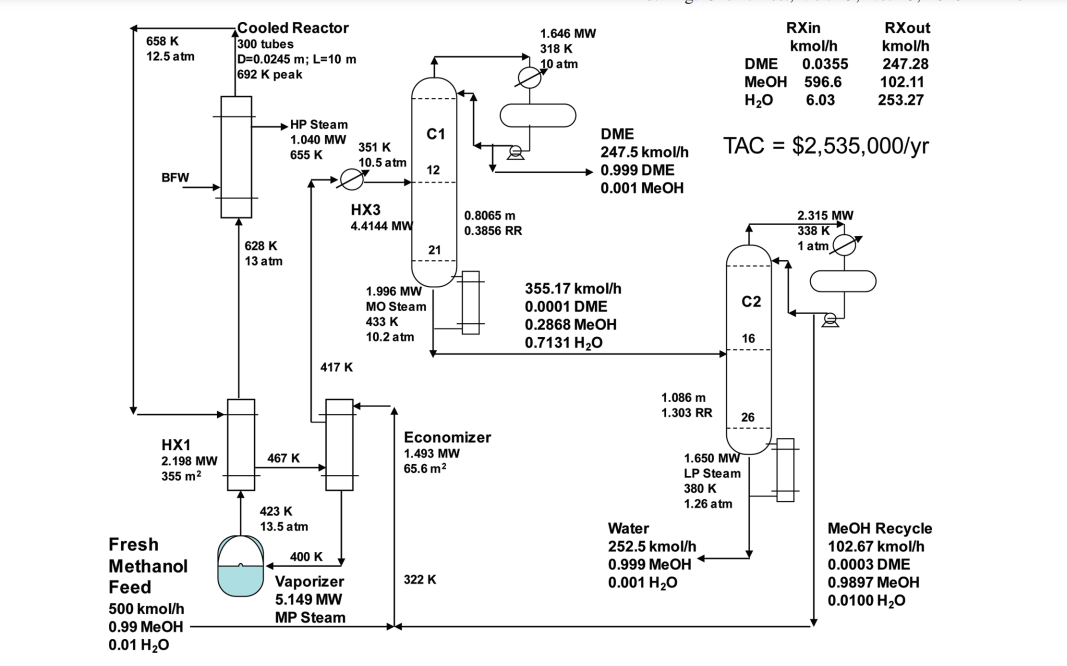 Cooled Reactor
300 tubes
D=0.0245 m; L=10 m
692 K peak
658 K
12.5 atm
HP Steam
1.040 MW
655 K
BFW
628 K
13 atm
351 K
10.5 atm
HX3
4.4144 MW
1.646 MW
318 K
10 atm
C1
12
21
0.8065 m
0.3856 RR
DME
247.5 kmol/h
0.999 DME
0.001 MeOH
RXin RXout
kmol/h kmol/h
DME 0.0355 247.28
MeOH 596.6 102.11
H2O 6.03 253.27
TAC = $2,535,000/yr
1.996 MW
MO Steam
433 K
10.2 atm
355.17 kmol/h
0.0001 DME
0.2868 MeOH
0.7131 H2O
2.315 MW
338 K
1 atm
C2
16
26
1.086 m
1.303 RR
417 K
HX1
2.198 MW
355 m2
467 K
Economizer
1.493 MW
65.6 m2
1.650 MW
LP Steam
380 K
1.26 atm
423 K
13.5 atm
400 K
Vaporizer
5.149 MW
MP Steam
322 K
Fresh
Methanol
Feed
500 kmol/h
0.99 MeOH
0.01 H2O
Water
252.5 kmol/h
0.999 MeOH
0.001 H2O
MeOH Recycle
102.67 kmol/h
0.0003 DME
0.9897 MeOH
0.0100 H2O